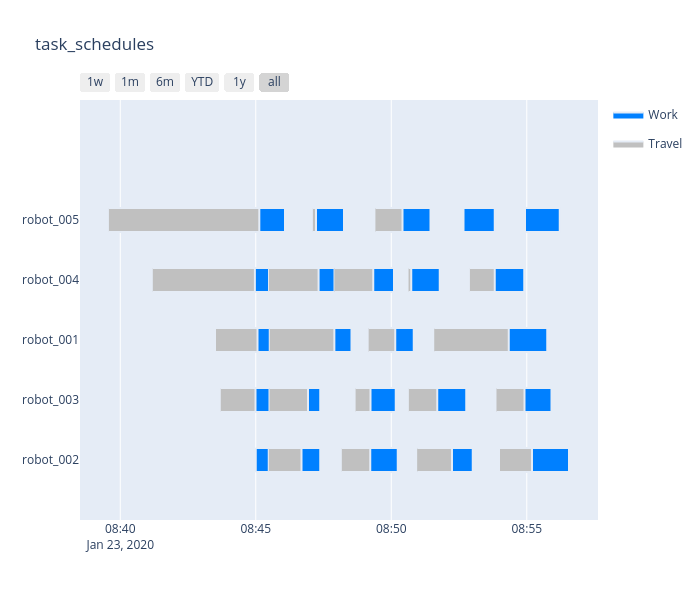 task_schedules
1w 1m 6m YTD 1y all
Work
Travel
robot_005
robot_004
robot_001
robot_003
robot_002
08:40 08:45 08:50 08:55
Jan 23, 2020